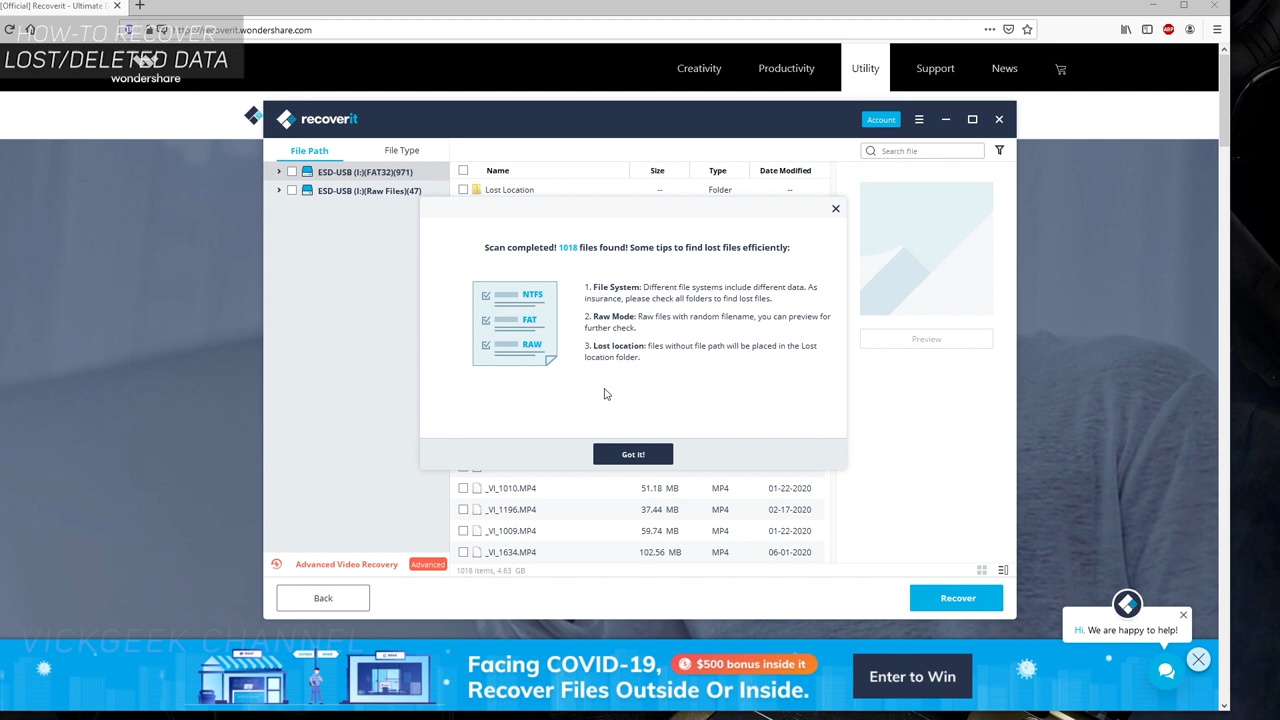 [Official] Recoverit - Ultimate D
https://recoverit.wondershare.com
HOW-TO RECOVER
LOST/DELETED DATA
wondershare
Creativity
Productivity
Utility
Support
News
recoverit
Account
File Path
File Type
Search file
ESD-USB (I:)(FAT32)(971)
ESD-USB (I:)(Raw Files)(47)
Name
Size
Type
Date Modified
Lost Location
--
Folder
--
Scan completed! 1018 files found! Some tips to find lost files efficiently:
NTFS
FAT
RAW
1. File System: Different file systems include different data. As
insurance, please check all folders to find lost files.
2. Raw Mode: Raw files with random filename, you can preview for
further check.
3. Lost location: files without file path will be placed in the Lost
location folder.
Got it!
Preview
_VI_1010.MP4 51.18 MB MP4 01-22-2020
_VI_1196.MP4 37.44 MB MP4 02-17-2020
_VI_1009.MP4 59.74 MB MP4 01-22-2020
_VI_1634.MP4 102.56 MB MP4 06-01-2020
Advanced Video Recovery
Advanced
1018 items, 4.63 GB
Back
Recover
Hi, We are happy to help!
VICKGEEK CHANNEL
Facing COVID-19,
$500 bonus inside it
Recover Files Outside Or Inside.
Enter to Win